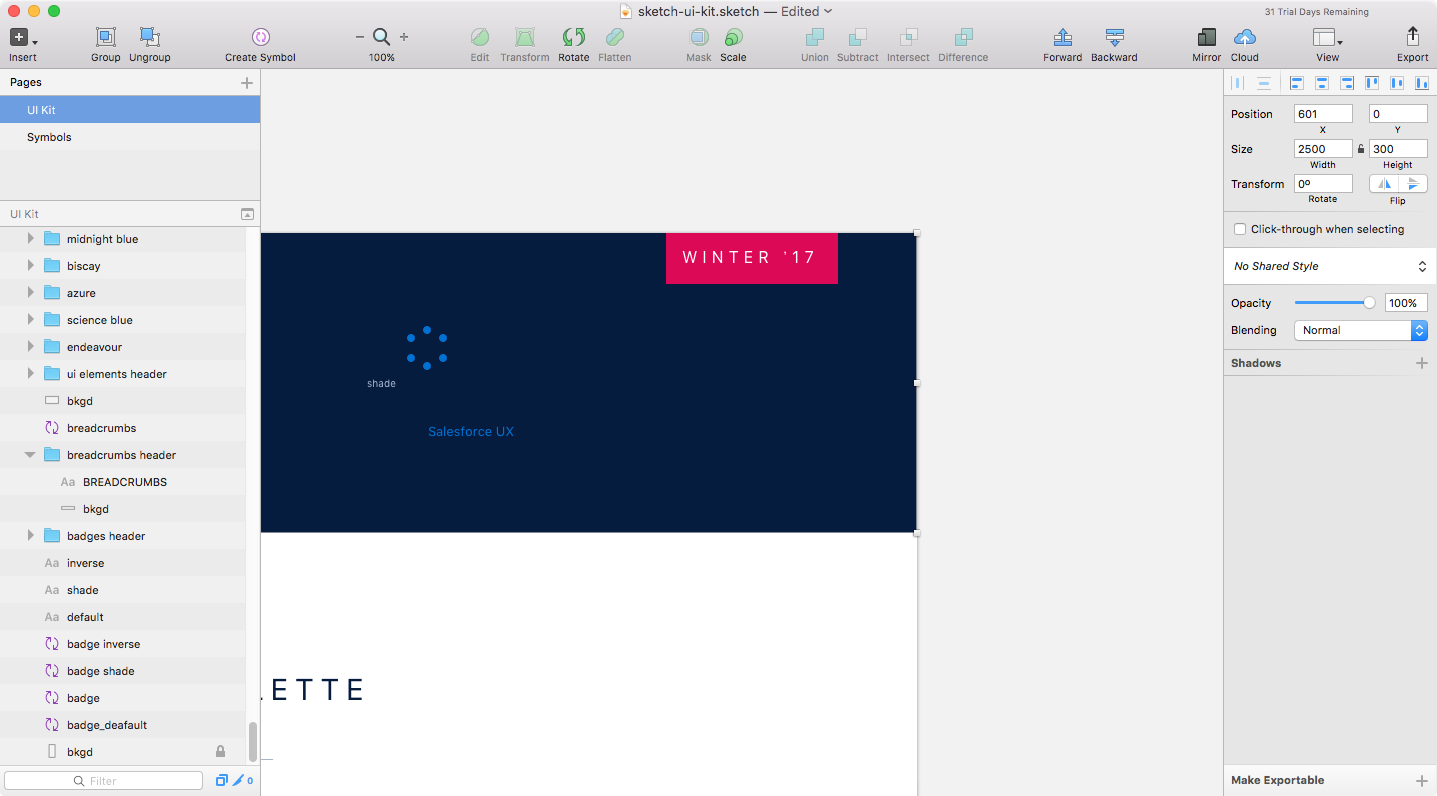 sketch-ui-kit.sketch — Edited
31 Trial Days Remaining
Insert
Group
Ungroup
Create Symbol
100%
Edit
Transform
Rotate
Flatten
Mask
Scale
Union
Subtract
Intersect
Difference
Forward
Backward
Mirror
Cloud
View
Export
Pages
UI Kit
Symbols
UI Kit
midnight blue
biscay
azure
science blue
endeavour
ui elements header
bkgd
breadcrumbs
breadcrumbs header
Aa BREADCRUMBS
bkgd
badges header
Aa inverse
Aa shade
Aa default
badge inverse
badge shade
badge
badge_deafault
bkgd
Filter
0
WINTER ’17
shade
Salesforce UX
ETTE
Position 601 0
X Y
Size 2500 300
Width Height
Transform 0º
Rotate Flip
Click-through when selecting
No Shared Style
Opacity 100%
Blending Normal
Shadows
Make Exportable